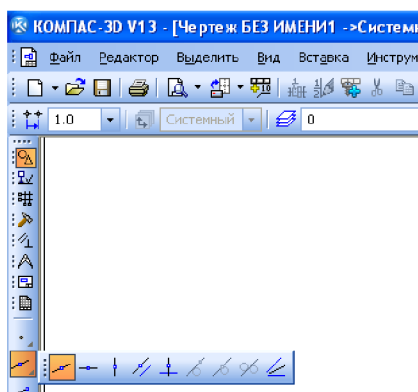 КОМПАС-3D V13 - [Чертеж БЕЗ ИМЕНИ1 ->Системн
Файл Редактор Выделить Вид Вставка Инструм
1.0 Системный 0